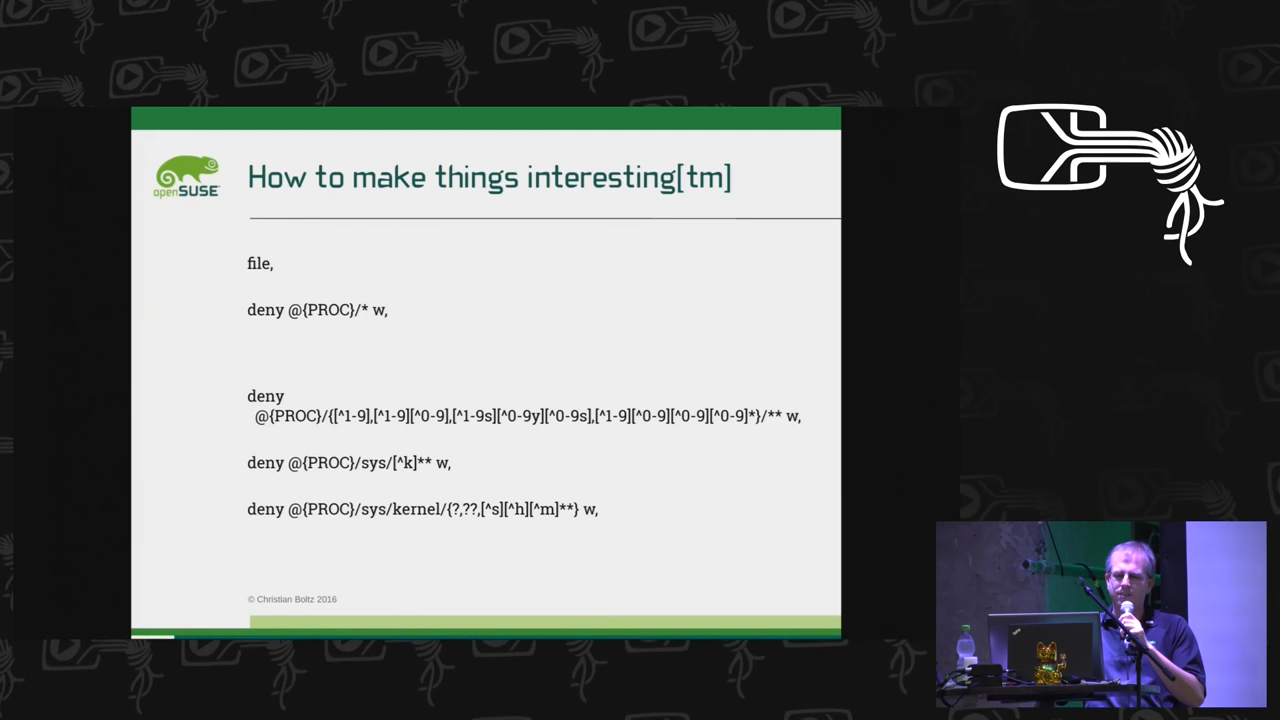 openSUSE
How to make things interesting[tm]
file,
deny @{PROC}/* w,
deny
@{PROC}/{[^1-9],[^1-9][^0-9],[^1-9s][^0-9y][^0-9s],[^1-9][^0-9][^0-9][^0-9]*}/** w,
deny @{PROC}/sys/[^k]** w,
deny @{PROC}/sys/kernel/{?,??,[^s][^h][^m]**} w,
© Christian Boltz 2016